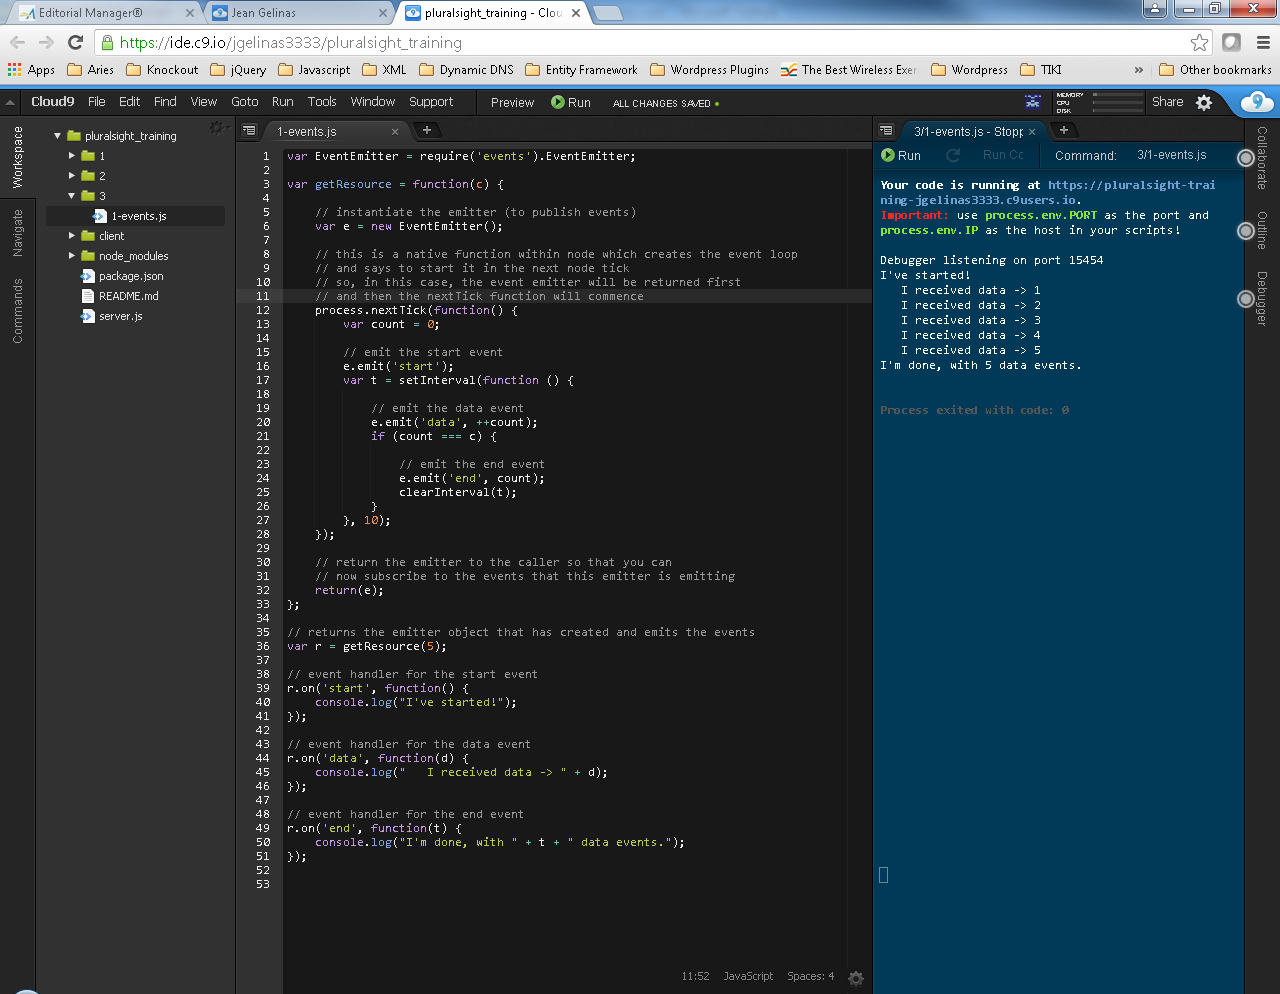 Editorial Manager®
Jean Gelinas
pluralsight_training - Clou
https://ide.c9.io/jgelinas3333/pluralsight_training
Apps Aries Knockout jQuery Javascript XML Dynamic DNS Entity Framework Wordpress Plugins The Best Wireless Exer Wordpress TIKI » Other bookmarks
Cloud9 File Edit Find View Goto Run Tools Window Support Preview Run ALL CHANGES SAVED MEMORY CPU DISK Share
Workspace
Navigate
Commands
pluralsight_training
1
2
3
1-events.js
client
node_modules
package.json
README.md
server.js
1-events.js
1 var EventEmitter = require('events').EventEmitter;
2
3 var getResource = function(c) {
4
5 // instantiate the emitter (to publish events)
6 var e = new EventEmitter();
7
8 // this is a native function within node which creates the event loop
9 // and says to start it in the next node tick
10 // so, in this case, the event emitter will be returned first
11 // and then the nextTick function will commence
12 process.nextTick(function() {
13 var count = 0;
14
15 // emit the start event
16 e.emit('start');
17 var t = setInterval(function () {
18
19 // emit the data event
20 e.emit('data', ++count);
21 if (count === c) {
22
23 // emit the end event
24 e.emit('end', count);
25 clearInterval(t);
26 }
27 }, 10);
28 });
29
30 // return the emitter to the caller so that you can
31 // now subscribe to the events that this emitter is emitting
32 return(e);
33 };
34
35 // returns the emitter object that has created and emits the events
36 var r = getResource(5);
37
38 // event handler for the start event
39 r.on('start', function() {
40 console.log("I've started!");
41 });
42
43 // event handler for the data event
44 r.on('data', function(d) {
45 console.log("   I received data -> " + d);
46 });
47
48 // event handler for the end event
49 r.on('end', function(t) {
50 console.log("I'm done, with " + t + " data events.");
51 });
52
53
11:52 JavaScript Spaces: 4
3/1-events.js - Stopp
Run Run Co Command: 3/1-events.js
Your code is running at https://pluralsight-trai
ning-jgelinas3333.c9users.io.
Important: use process.env.PORT as the port and
process.env.IP as the host in your scripts!
Debugger listening on port 15454
I've started!
I received data -> 1
I received data -> 2
I received data -> 3
I received data -> 4
I received data -> 5
I'm done, with 5 data events.
Process exited with code: 0
Collaborate
Outline
Debugger